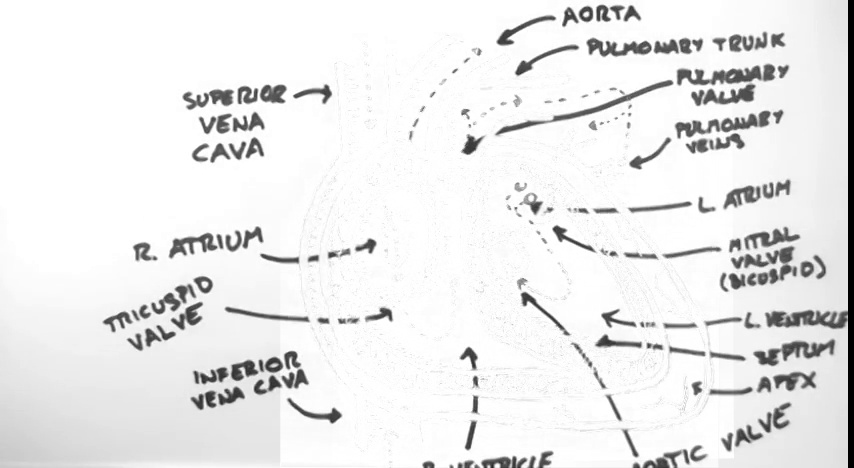 AORTA
PULMONARY TRUNK
PULMONARY
VALVE
SUPERIOR
VENA
CAVA
PULMONARY
VEINS
L. ATRIUM
R. ATRIUM
MITRAL
VALVE
(BICUSPID)
TRICUSPID
VALVE
L. VENTRICLE
SEPTUM
INFERIOR
VENA CAVA
APEX
R. VENTRICLE
AORTIC VALVE